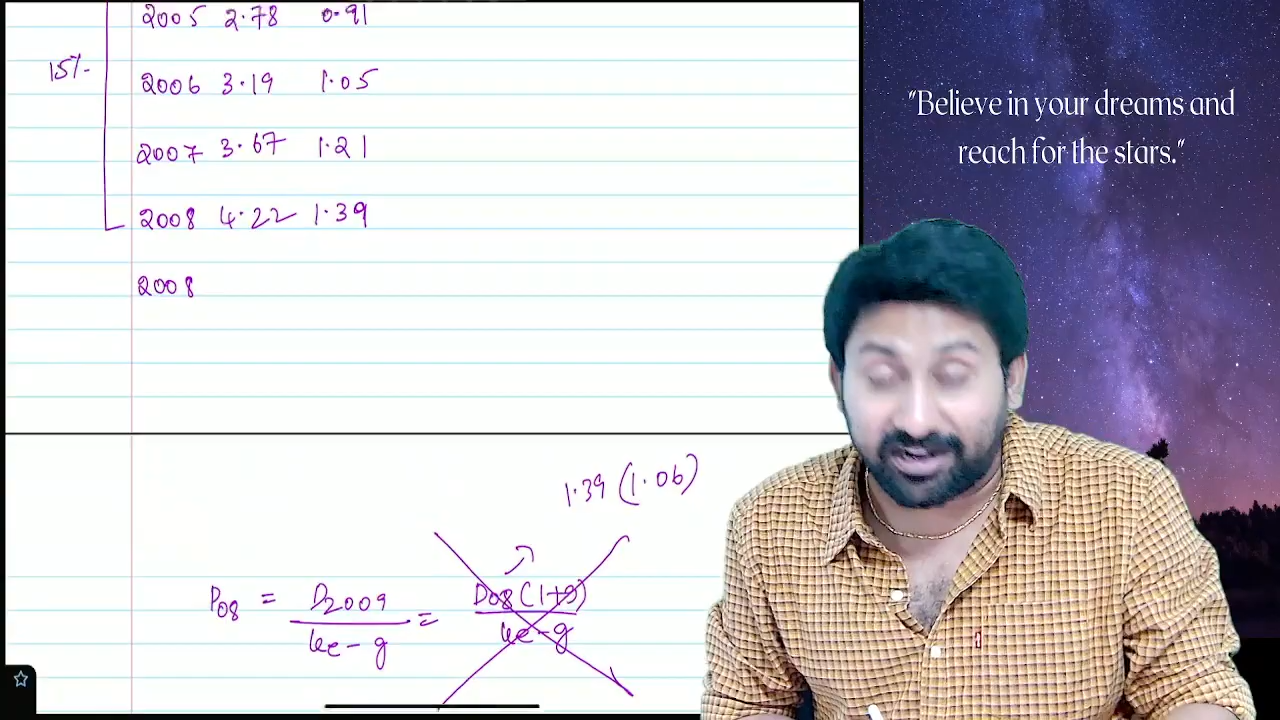 2005 2.78 0.91
15%
2006 3.19 1.05
2007 3.67 1.21
2008 4.22 1.39
2008
"Believe in your dreams and
reach for the stars."
1.39 (1.06)
P08 = D2009 / ke - g = D08 (1+g) / ke - g